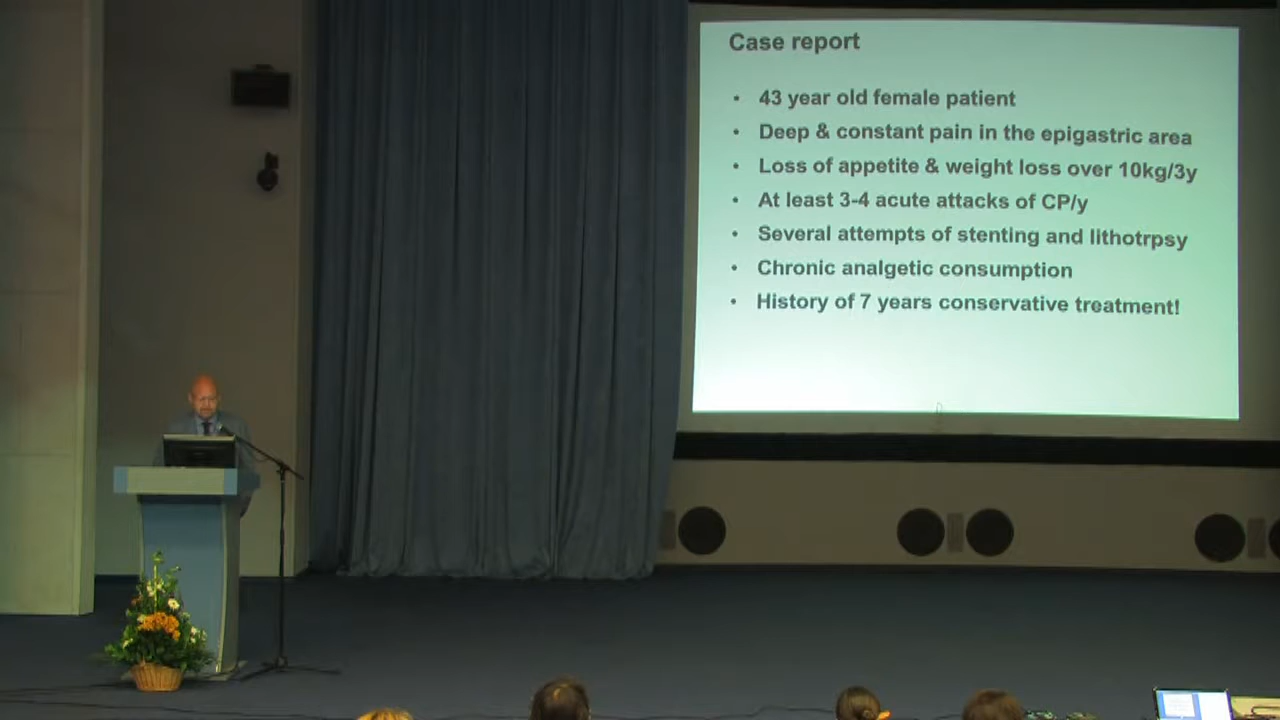 Case report
• 43 year old female patient
• Deep & constant pain in the epigastric area
• Loss of appetite & weight loss over 10kg/3y
• At least 3-4 acute attacks of CP/y
• Several attempts of stenting and lithotrpsy
• Chronic analgetic consumption
• History of 7 years conservative treatment!